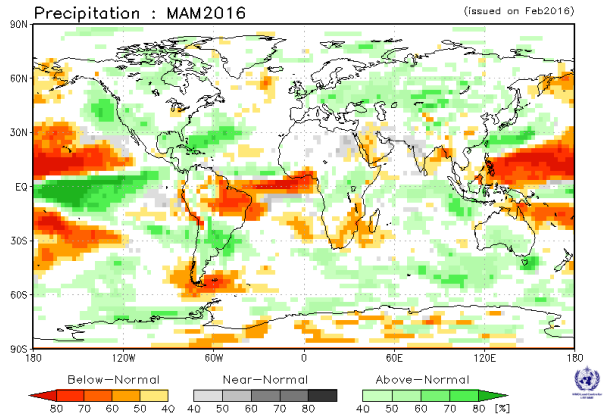 Precipitation : MAM2016
(issued on Feb2016)
90N
60N
30N
EQ
30S
60S
90S
180 120W 60W 0 60E 120E 180
Below−Normal Near−Normal Above−Normal
80 70 60 50 40 40 50 60 70 80 40 50 60 70 80 [%]